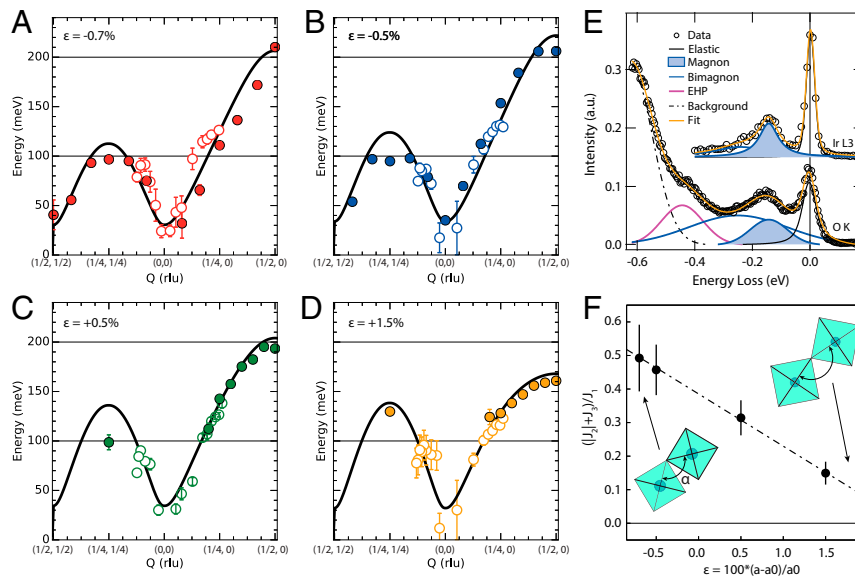 A
ε = -0.7%
Energy (meV)
200
150
100
50
0
(1/2, 1/2)
(1/4, 1/4)
(0,0)
(1/4, 0)
(1/2, 0)
Q (rlu)
B
ε = -0.5%
Energy (meV)
200
150
100
50
0
(1/2, 1/2)
(1/4, 1/4)
(0,0)
(1/4, 0)
(1/2, 0)
Q (rlu)
E
Data
Elastic
Magnon
Bimagnon
EHP
Background
Fit
Ir L3
O K
Intensity (a.u.)
0.3
0.2
0.1
0.0
-0.6
-0.4
-0.2
0.0
Energy Loss (eV)
C
ε = +0.5%
Energy (meV)
200
150
100
50
0
(1/2, 1/2)
(1/4, 1/4)
(0,0)
(1/4, 0)
(1/2, 0)
Q (rlu)
D
ε = +1.5%
Energy (meV)
200
150
100
50
0
(1/2, 1/2)
(1/4, 1/4)
(0,0)
(1/4, 0)
(1/2, 0)
Q (rlu)
F
(|J2|+J3)/J1
0.6
0.5
0.4
0.3
0.2
0.1
0.0
α
-0.5
0.0
0.5
1.0
1.5
ε = 100*(a-a0)/a0